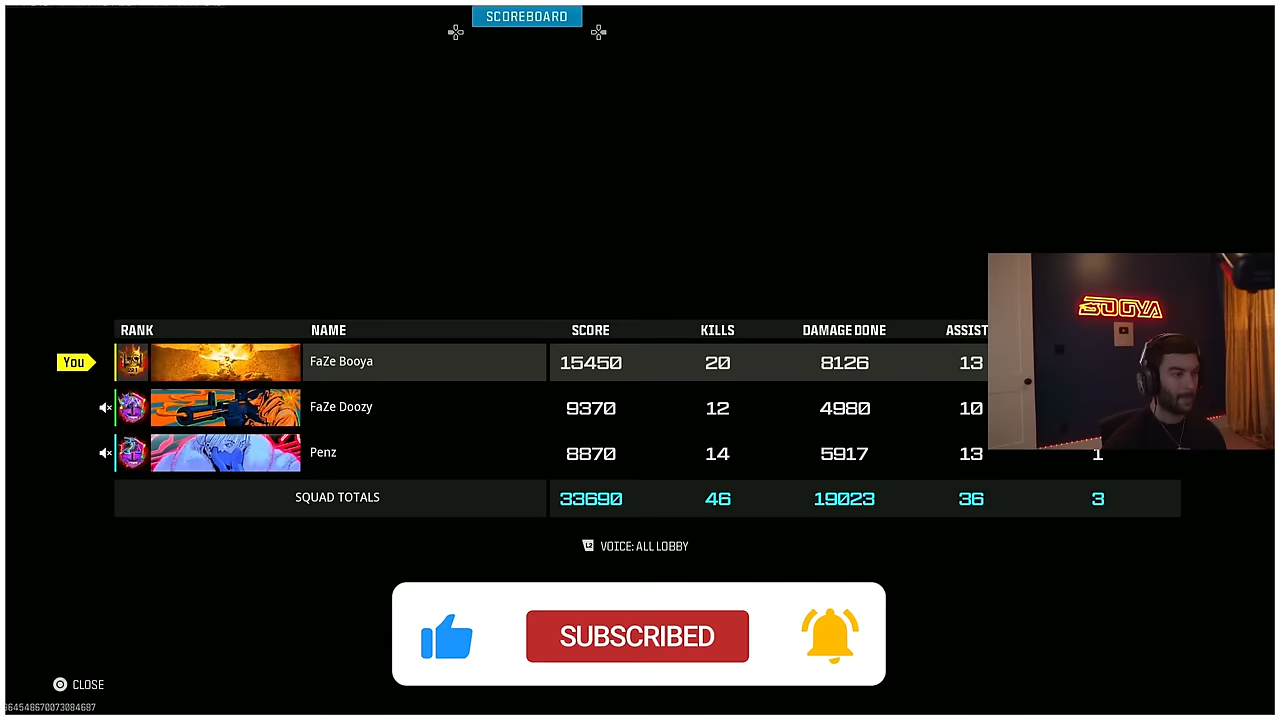 SCOREBOARD
RANK NAME SCORE KILLS DAMAGE DONE ASSIST
You FaZe Booya 15450 20 8126 13
FaZe Doozy 9370 12 4980 10
Penz 8870 14 5917 13 1
SQUAD TOTALS 33690 46 19023 36 3
BOOYA
VOICE: ALL LOBBY
SUBSCRIBED
CLOSE